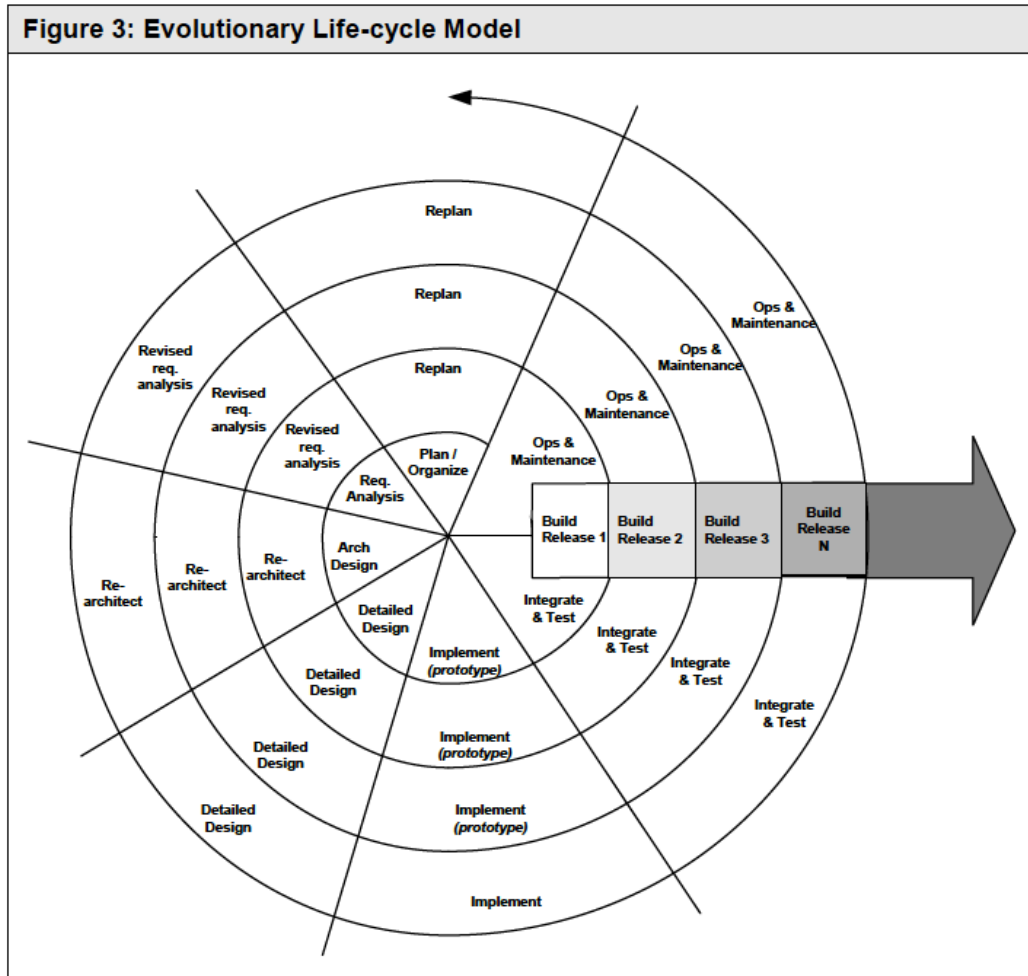 Figure 3: Evolutionary Life-cycle Model
Replan
Replan
Replan
Plan /
Organize
Revised
req.
analysis
Revised
req.
analysis
Revised
req.
analysis
Req.
Analysis
Ops &
Maintenance
Ops &
Maintenance
Ops &
Maintenance
Ops &
Maintenance
Build
Release 1
Build
Release 2
Build
Release 3
Build
Release
N
Re-
architect
Re-
architect
Re-
architect
Arch
Design
Detailed
Design
Detailed
Design
Detailed
Design
Detailed
Design
Implement
(prototype)
Implement
(prototype)
Implement
(prototype)
Implement
Integrate
& Test
Integrate
& Test
Integrate
& Test
Integrate
& Test